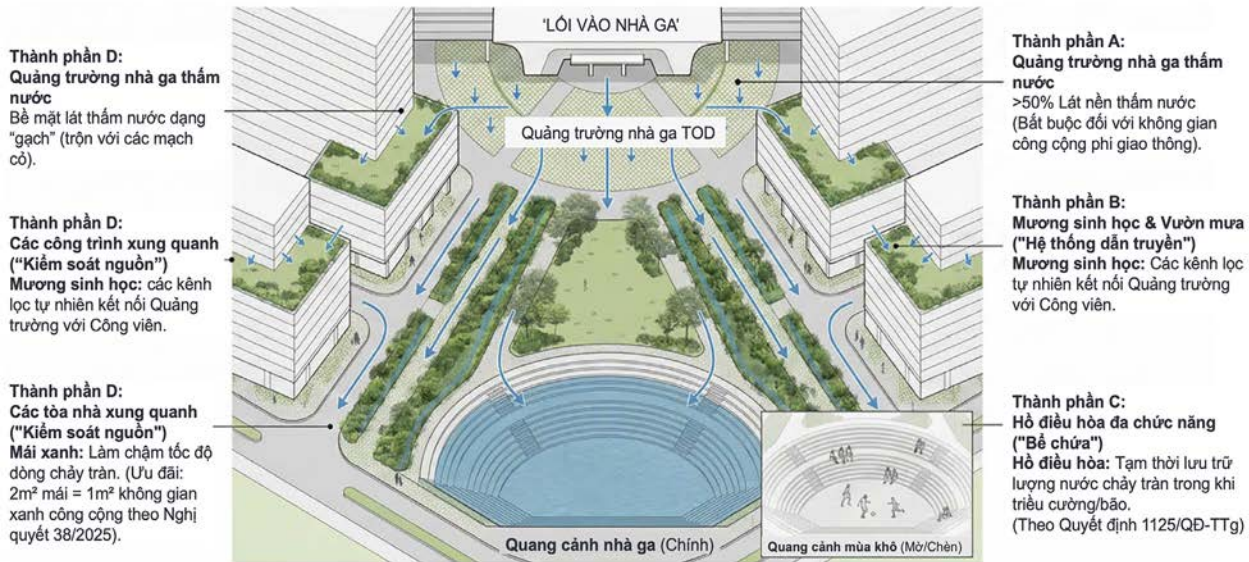 Thành phần D:
Quảng trường nhà ga thấm
nước
Bề mặt lát thấm nước dạng
“gạch” (trộn với các mạch
cỏ).
Thành phần D:
Các công trình xung quanh
(“Kiểm soát nguồn”)
Mương sinh học: các kênh
lọc tự nhiên kết nối Quảng
trường với Công viên.
Thành phần D:
Các tòa nhà xung quanh
("Kiểm soát nguồn")
Mái xanh: Làm chậm tốc độ
dòng chảy tràn. (Ưu đãi:
2m² mái = 1m² không gian
xanh công cộng theo Nghị
quyết 38/2025).
'LỐI VÀO NHÀ GA'
Quảng trường nhà ga TOD
Quang cảnh nhà ga (Chính)
Quang cảnh mùa khô (Mờ/Chèn)
Thành phần A:
Quảng trường nhà ga thấm
nước
>50% Lát nền thấm nước
(Bắt buộc đối với không gian
công cộng phi giao thông).
Thành phần B:
Mương sinh học & Vườn mưa
("Hệ thống dẫn truyền")
Mương sinh học: Các kênh
lọc tự nhiên kết nối Quảng trường
với Công viên.
Thành phần C:
Hồ điều hòa đa chức năng
("Bể chứa")
Hồ điều hòa: Tạm thời lưu trữ
lượng nước chảy tràn trong khi
triều cường/bão.
(Theo Quyết định 1125/QĐ-TTg)